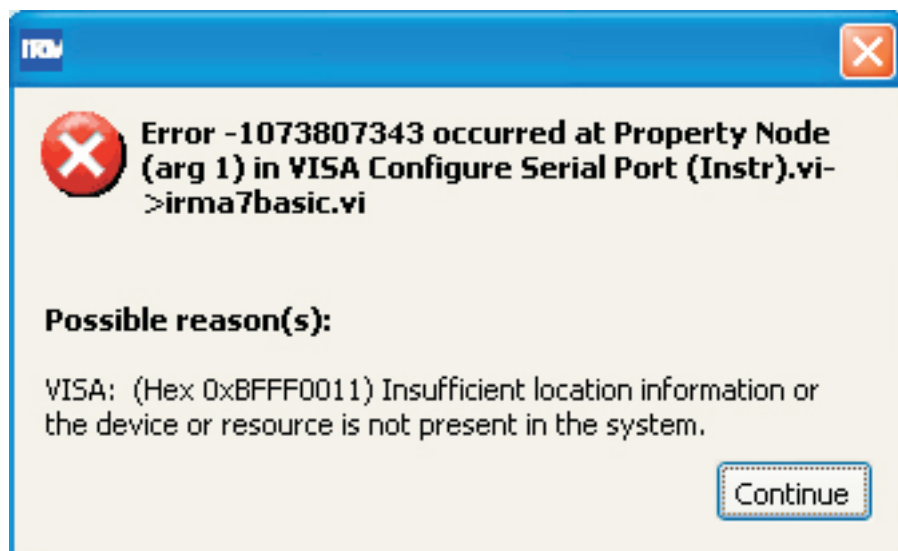 Error -1073807343 occurred at Property Node
(arg 1) in VISA Configure Serial Port (Instr).vi-
>irma7basic.vi
Possible reason(s):
VISA:  (Hex 0xBFFF0011) Insufficient location information or
the device or resource is not present in the system.
Continue